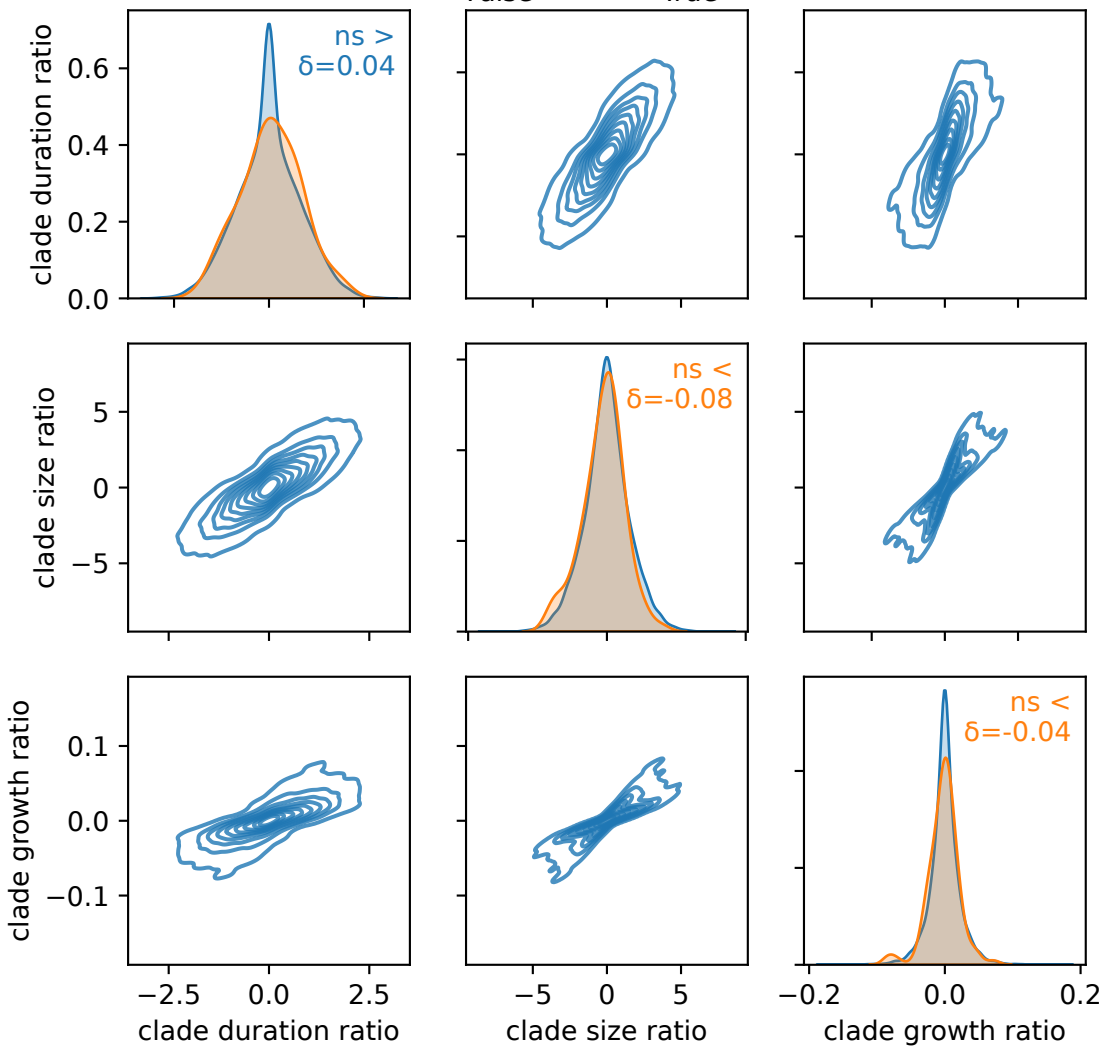 clade duration ratio
0.6
0.4
0.2
0.0
ns >
δ=0.04
clade size ratio
5
0
−5
ns <
δ=-0.08
clade growth ratio
0.1
0.0
−0.1
ns <
δ=-0.04
−2.5 0.0 2.5
−5 0 5
−0.2 0.0 0.2
clade duration ratio
clade size ratio
clade growth ratio